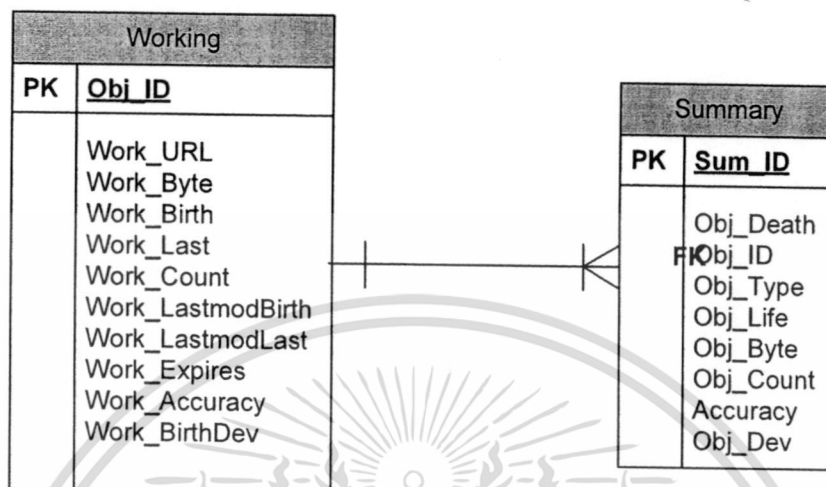 Working
PK Obj_ID
Work_URL
Work_Byte
Work_Birth
Work_Last
Work_Count
Work_LastmodBirth
Work_LastmodLast
Work_Expires
Work_Accuracy
Work_BirthDev
Summary
PK Sum_ID
Obj_Death
FK Obj_ID
Obj_Type
Obj_Life
Obj_Byte
Obj_Count
Accuracy
Obj_Dev